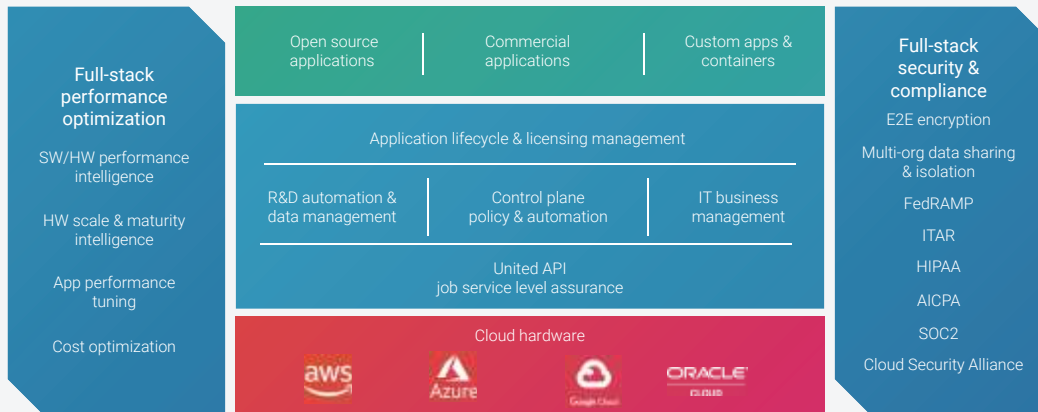 Full-stack
performance
optimization
SW/HW performance
intelligence
HW scale & maturity
intelligence
App performance
tuning
Cost optimization
Open source
applications
Commercial
applications
Custom apps &
containers
Application lifecycle & licensing management
R&D automation &
data management
Control plane
policy & automation
IT business
management
United API
job service level assurance
Cloud hardware
aws
Azure
Google Cloud
ORACLE
CLOUD
Full-stack
security &
compliance
E2E encryption
Multi-org data sharing
& isolation
FedRAMP
ITAR
HIPAA
AICPA
SOC2
Cloud Security Alliance